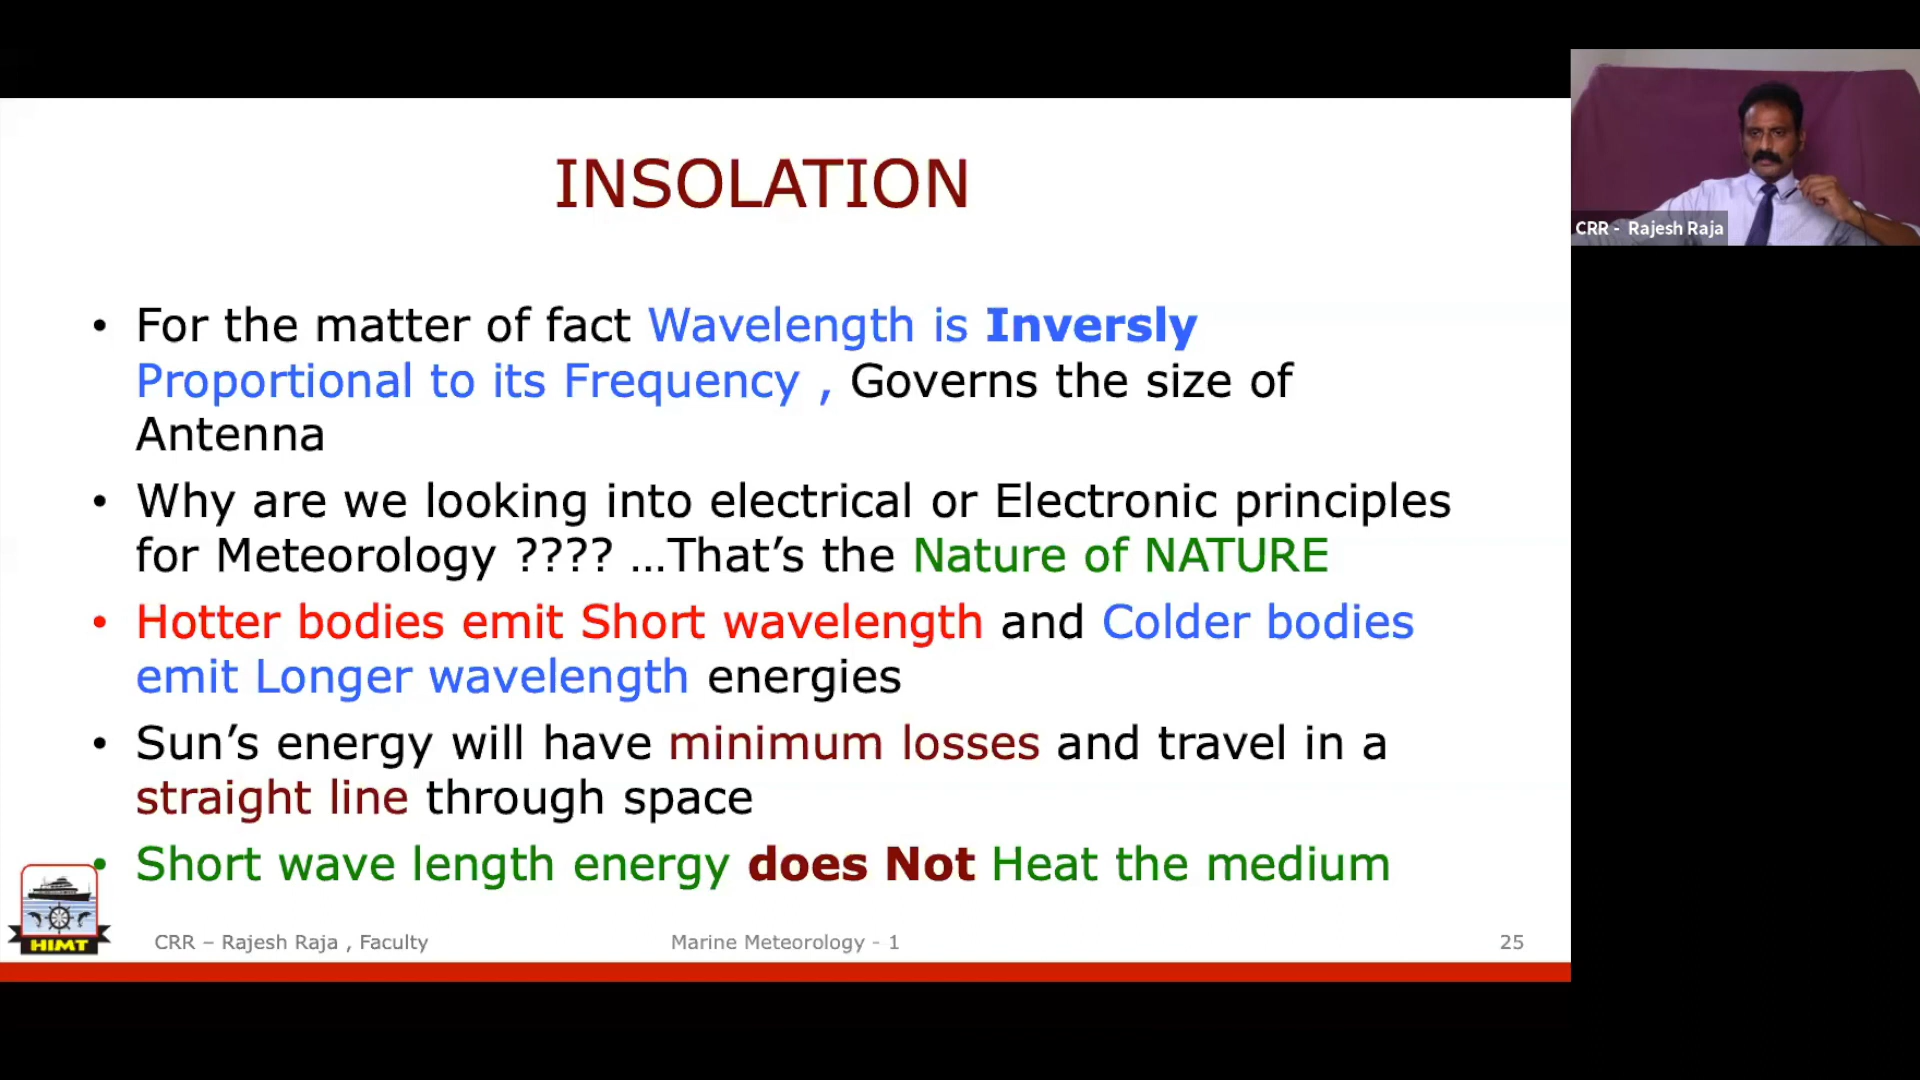 INSOLATION
• For the matter of fact Wavelength is Inversly
Proportional to its Frequency , Governs the size of
Antenna
• Why are we looking into electrical or Electronic principles
for Meteorology ???? ...That’s the Nature of NATURE
• Hotter bodies emit Short wavelength and Colder bodies
emit Longer wavelength energies
• Sun’s energy will have minimum losses and travel in a
straight line through space
• Short wave length energy does Not Heat the medium
HIMT
CRR – Rajesh Raja , Faculty
Marine Meteorology - 1
25
CRR - Rajesh Raja